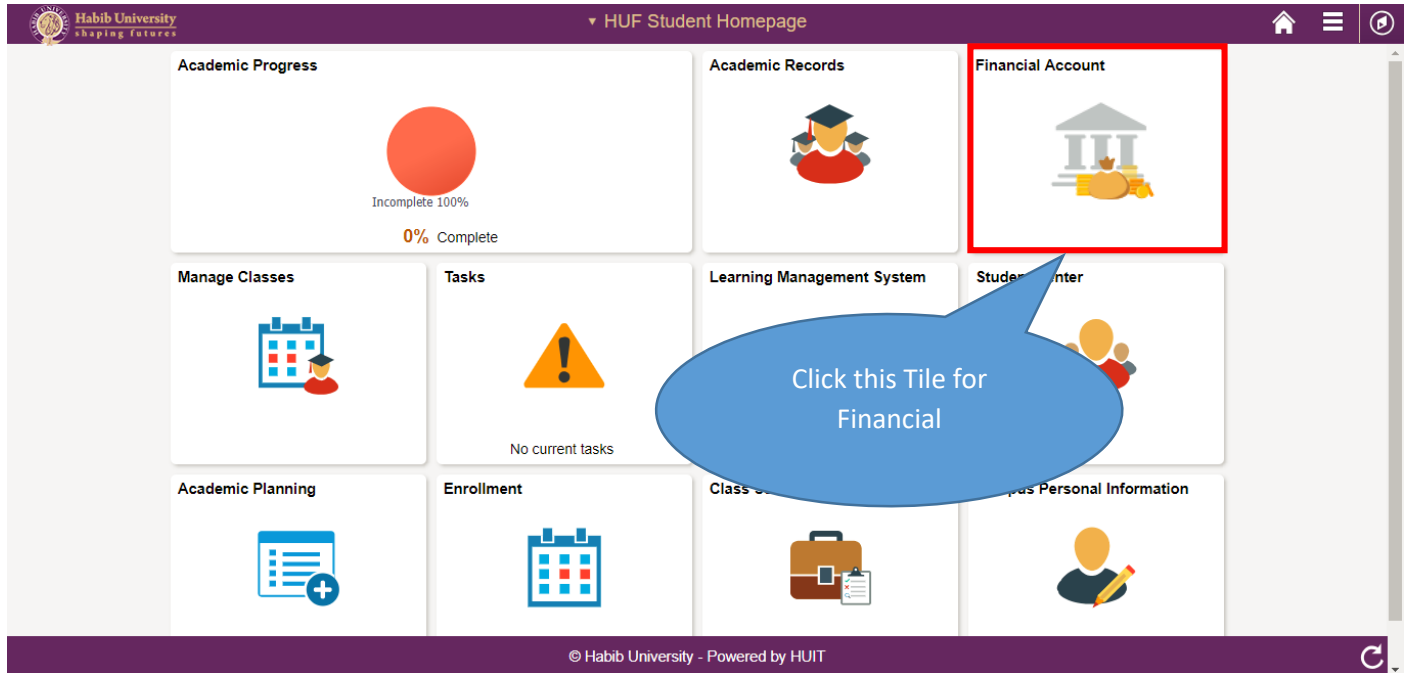 Habib University
shaping futures
▾ HUF Student Homepage
Academic Progress
Incomplete 100%
0% Complete
Academic Records
Financial Account
Manage Classes
Tasks
No current tasks
Learning Management System
Click this Tile for
Financial
Academic Planning
Enrollment
Class
Personal Information
© Habib University - Powered by HUIT